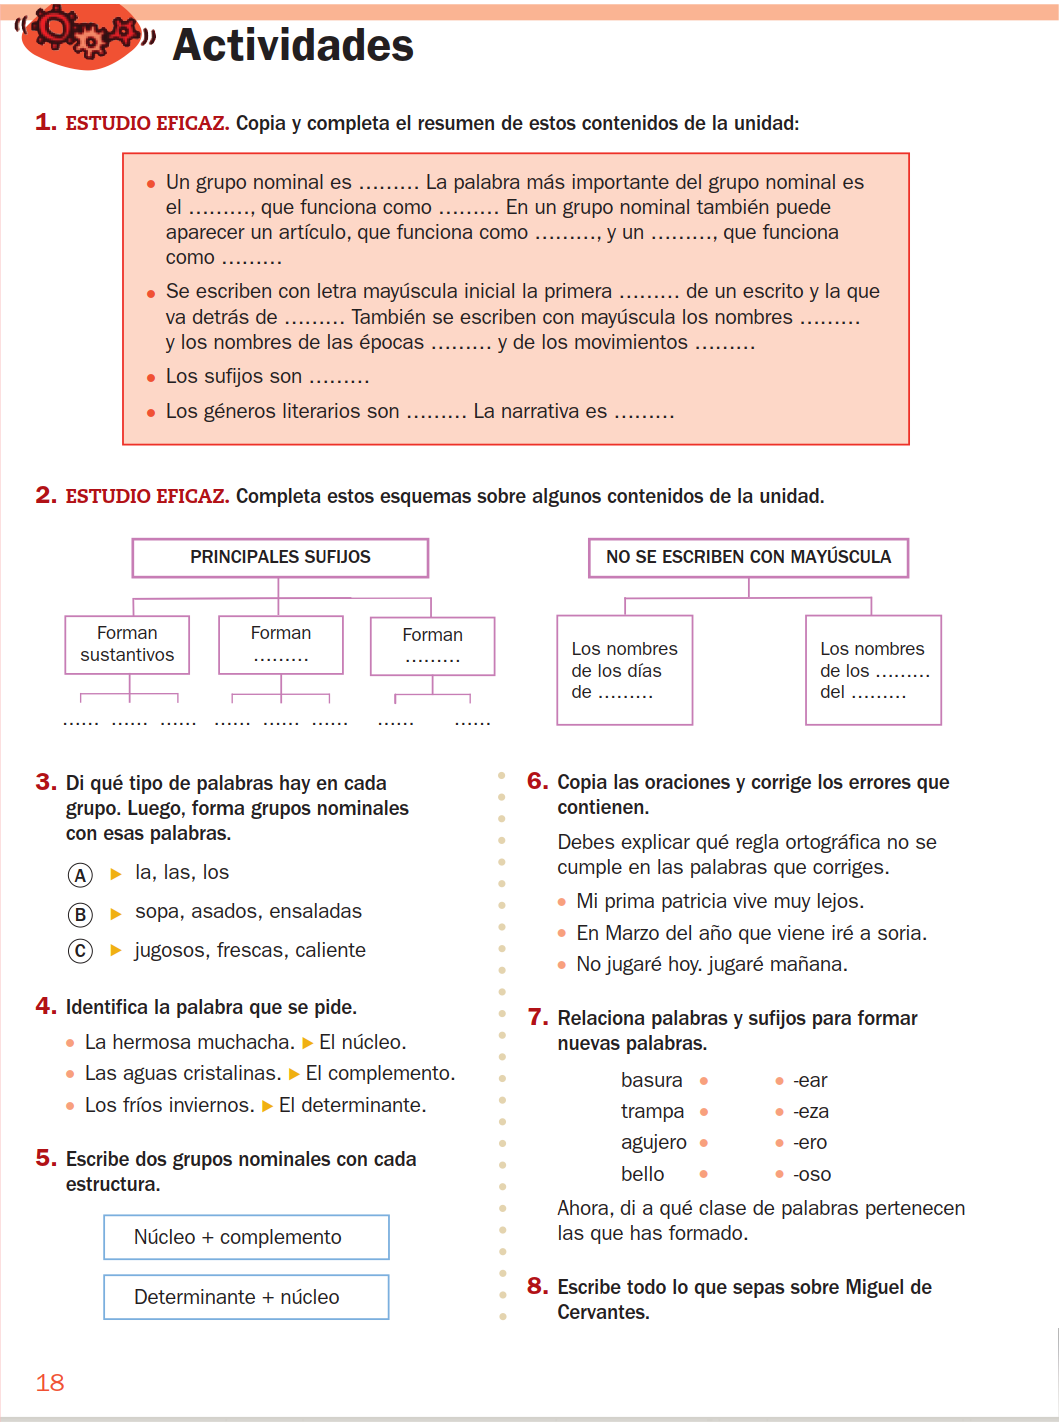 Actividades
1. ESTUDIO EFICAZ. Copia y completa el resumen de estos contenidos de la unidad:
• Un grupo nominal es ......... La palabra más importante del grupo nominal es
el ........., que funciona como ......... En un grupo nominal también puede
aparecer un artículo, que funciona como ........., y un ........., que funciona
como .........
• Se escriben con letra mayúscula inicial la primera ......... de un escrito y la que
va detrás de ......... También se escriben con mayúscula los nombres .........
y los nombres de las épocas ......... y de los movimientos .........
• Los sufijos son .........
• Los géneros literarios son ......... La narrativa es .........
2. ESTUDIO EFICAZ. Completa estos esquemas sobre algunos contenidos de la unidad.
PRINCIPALES SUFIJOS
Forman
sustantivos
Forman
.........
Forman
.........
...... ...... ...... ...... ...... ...... ...... ......
NO SE ESCRIBEN CON MAYÚSCULA
Los nombres
de los días
de .........
Los nombres
de los .........
del .........
3. Di qué tipo de palabras hay en cada
grupo. Luego, forma grupos nominales
con esas palabras.
A ► la, las, los
B ► sopa, asados, ensaladas
C ► jugosos, frescas, caliente
4. Identifica la palabra que se pide.
• La hermosa muchacha. ► El núcleo.
• Las aguas cristalinas. ► El complemento.
• Los fríos inviernos. ► El determinante.
5. Escribe dos grupos nominales con cada
estructura.
Núcleo + complemento
Determinante + núcleo
6. Copia las oraciones y corrige los errores que
contienen.
Debes explicar qué regla ortográfica no se
cumple en las palabras que corriges.
• Mi prima patricia vive muy lejos.
• En Marzo del año que viene iré a soria.
• No jugaré hoy. jugaré mañana.
7. Relaciona palabras y sufijos para formar
nuevas palabras.
basura • • -ear
trampa • • -eza
agujero • • -ero
bello • • -oso
Ahora, di a qué clase de palabras pertenecen
las que has formado.
8. Escribe todo lo que sepas sobre Miguel de
Cervantes.
18